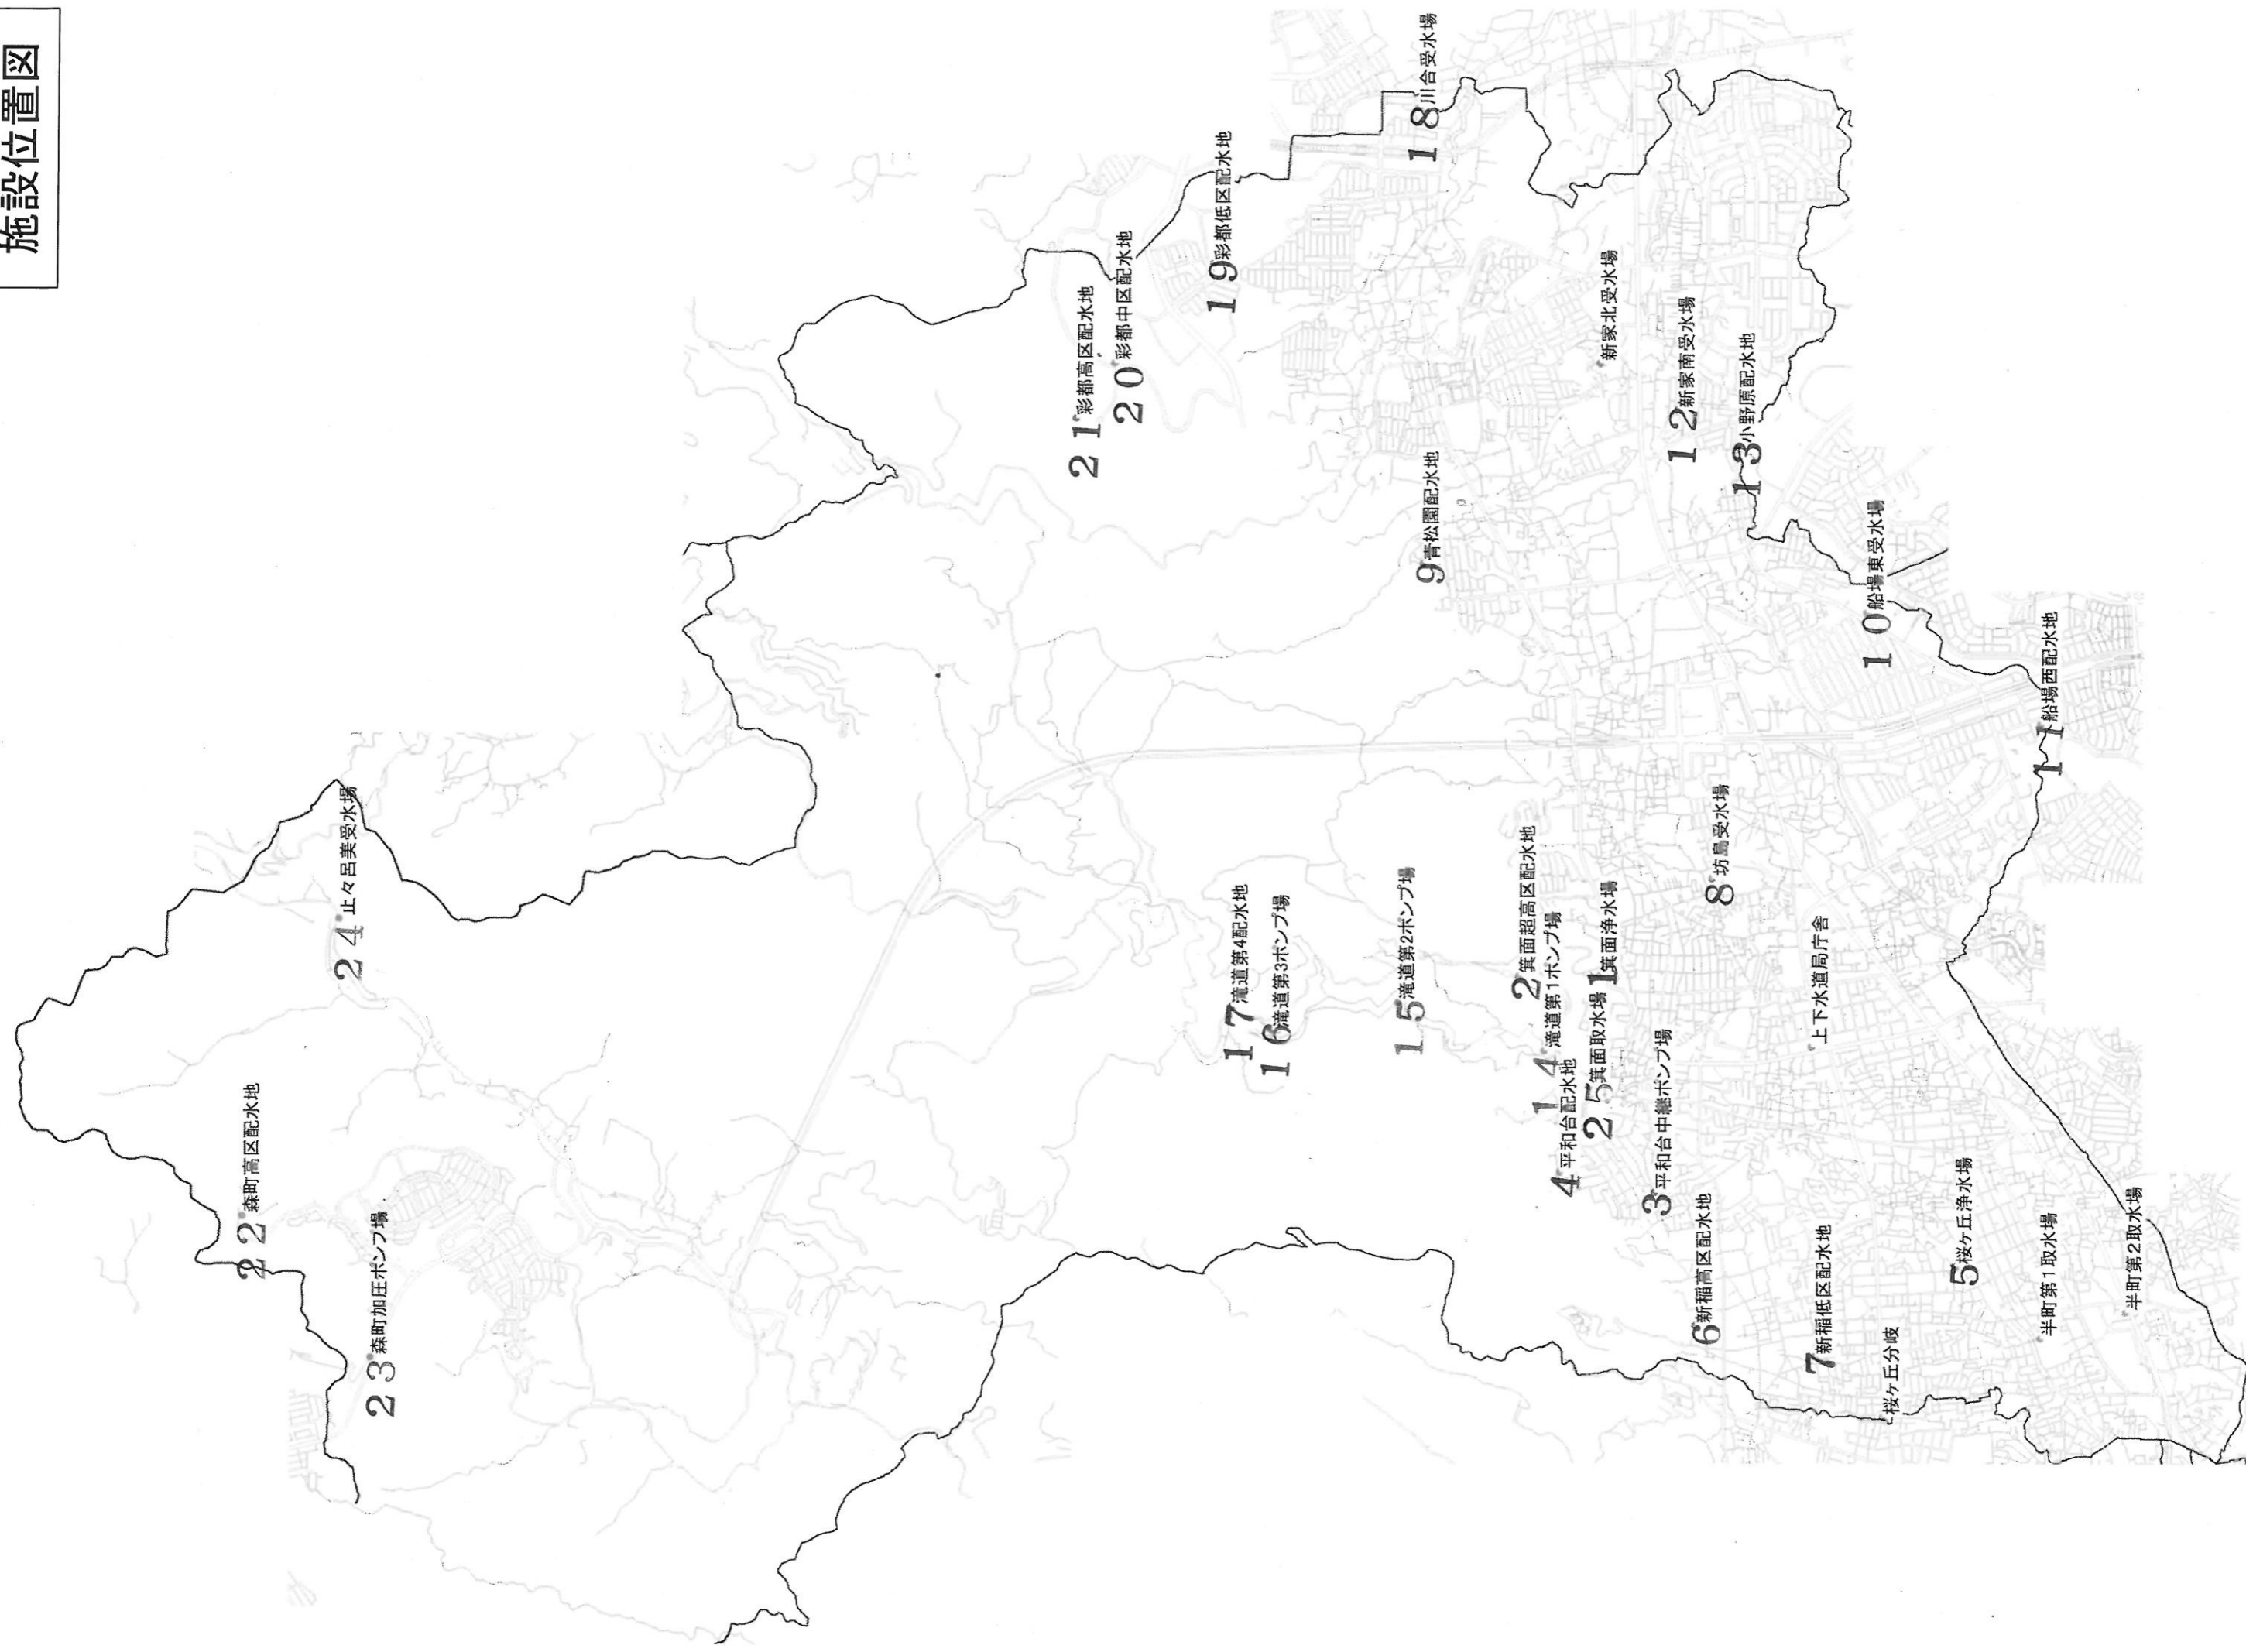 施設位置図
24 止々呂美受水場
22 森町高区配水地
23 森町加圧ポンプ場
21 彩都高区配水地
20 彩都中区配水地
19 彩都低区配水地
18 川合受水場
17 滝道第4配水地
16 滝道第3ポンプ場
15 滝道第2ポンプ場
9 青松園配水地
2 箕面超高区配水地
14 滝道第1ポンプ場
4 平和台配水地
25 箕面取水場
1 箕面浄水場
新家北受水場
3 平和台中継ポンプ場
12 新家南受水場
6 新稲高区配水地
8 坊島受水場
13 小野原配水地
7 新稲低区配水地
上下水道局庁舎
10 船場東受水場
桜ヶ丘分岐
5 桜ヶ丘浄水場
11 船場西配水地
半町第1取水場
半町第2取水場